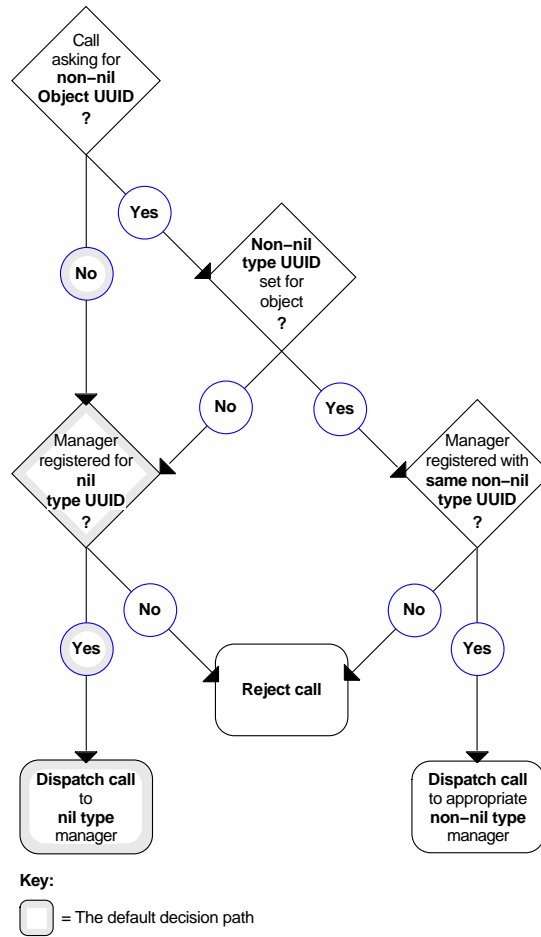 Call
asking for
non–nil
Object UUID
?
Yes
No
Non–nil
type UUID
set for
object
?
No
Yes
Manager
registered for
nil
type UUID
?
Manager
registered with
same non–nil
type UUID
?
No
No
Yes
Yes
Reject call
Dispatch call
to
nil type
manager
Dispatch call
to appropriate
non–nil type
manager
Key:
= The default decision path